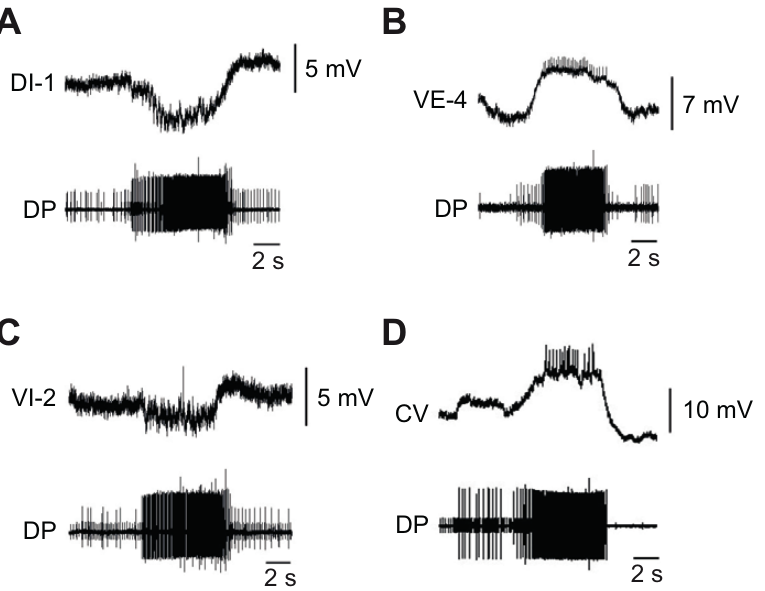 A
DI-1
5 mV
DP
2 s
B
VE-4
7 mV
DP
2 s
C
VI-2
5 mV
DP
2 s
D
CV
10 mV
DP
2 s